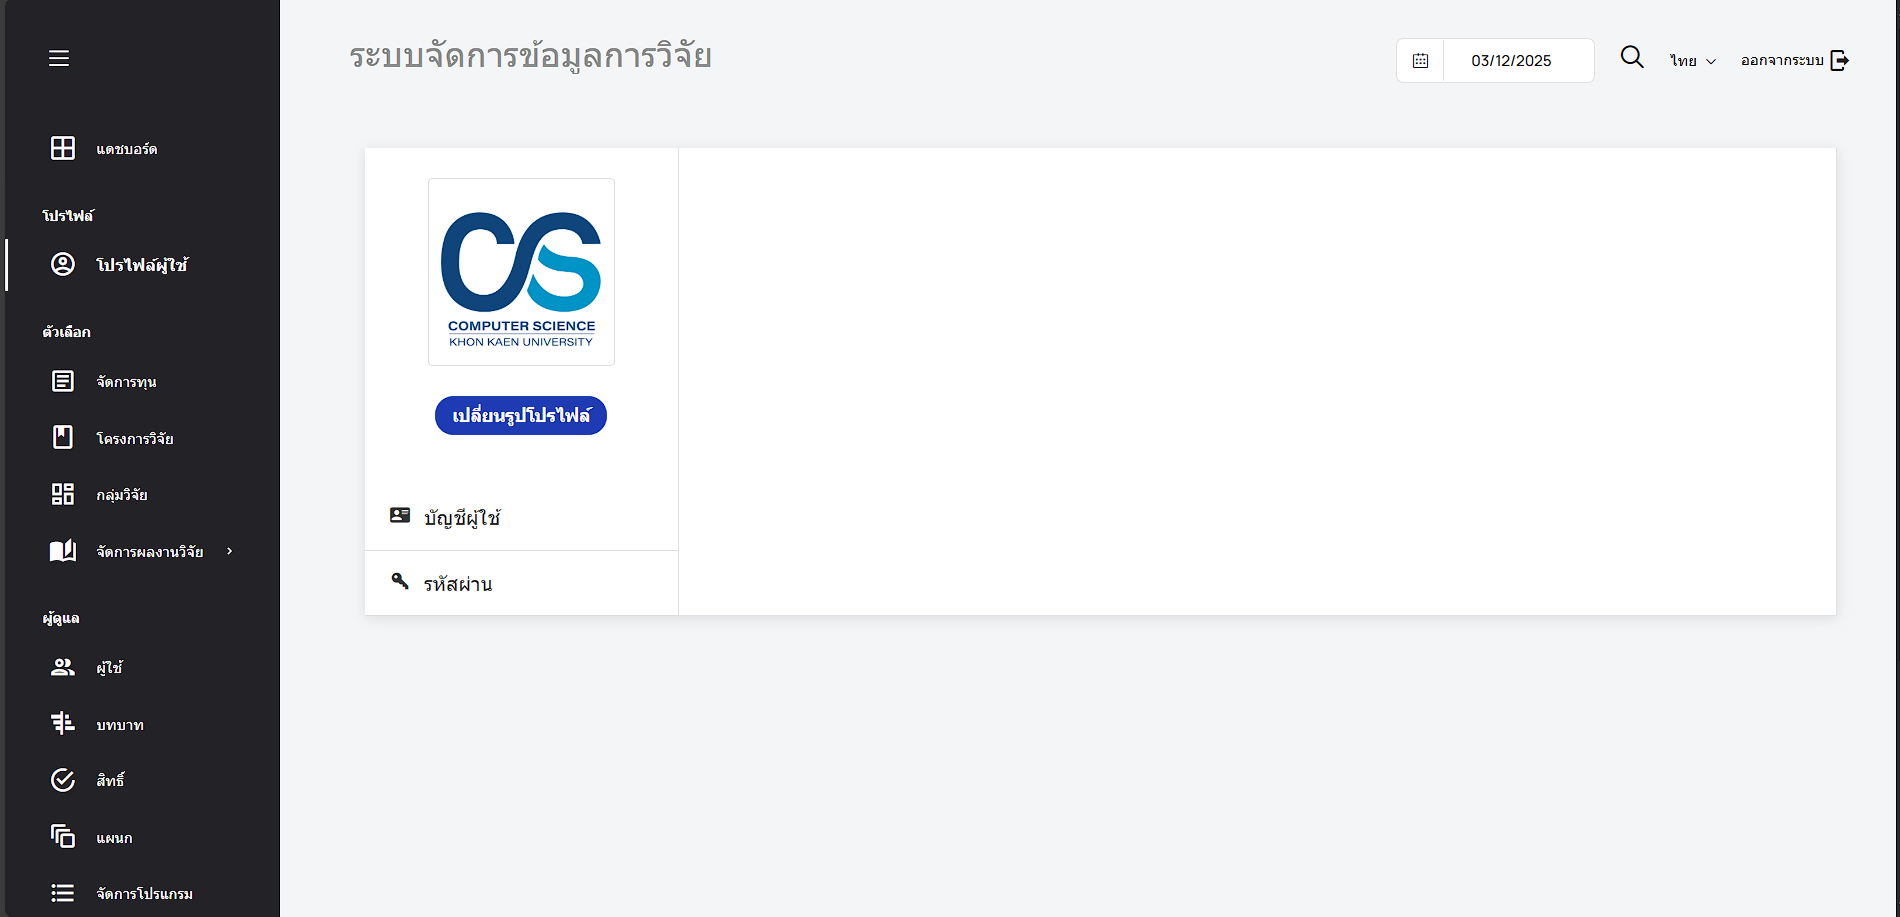 ระบบจัดการข้อมูลการวิจัย
03/12/2025
ไทย
ออกจากระบบ
แดชบอร์ด
โปรไฟล์
โปรไฟล์ผู้ใช้
ตัวเลือก
จัดการทุน
โครงการวิจัย
กลุ่มวิจัย
จัดการผลงานวิจัย
ผู้ดูแล
ผู้ใช้
บทบาท
สิทธิ์
แผนก
จัดการโปรแกรม
CS
COMPUTER SCIENCE
KHON KAEN UNIVERSITY
เปลี่ยนรูปโปรไฟล์
บัญชีผู้ใช้
รหัสผ่าน